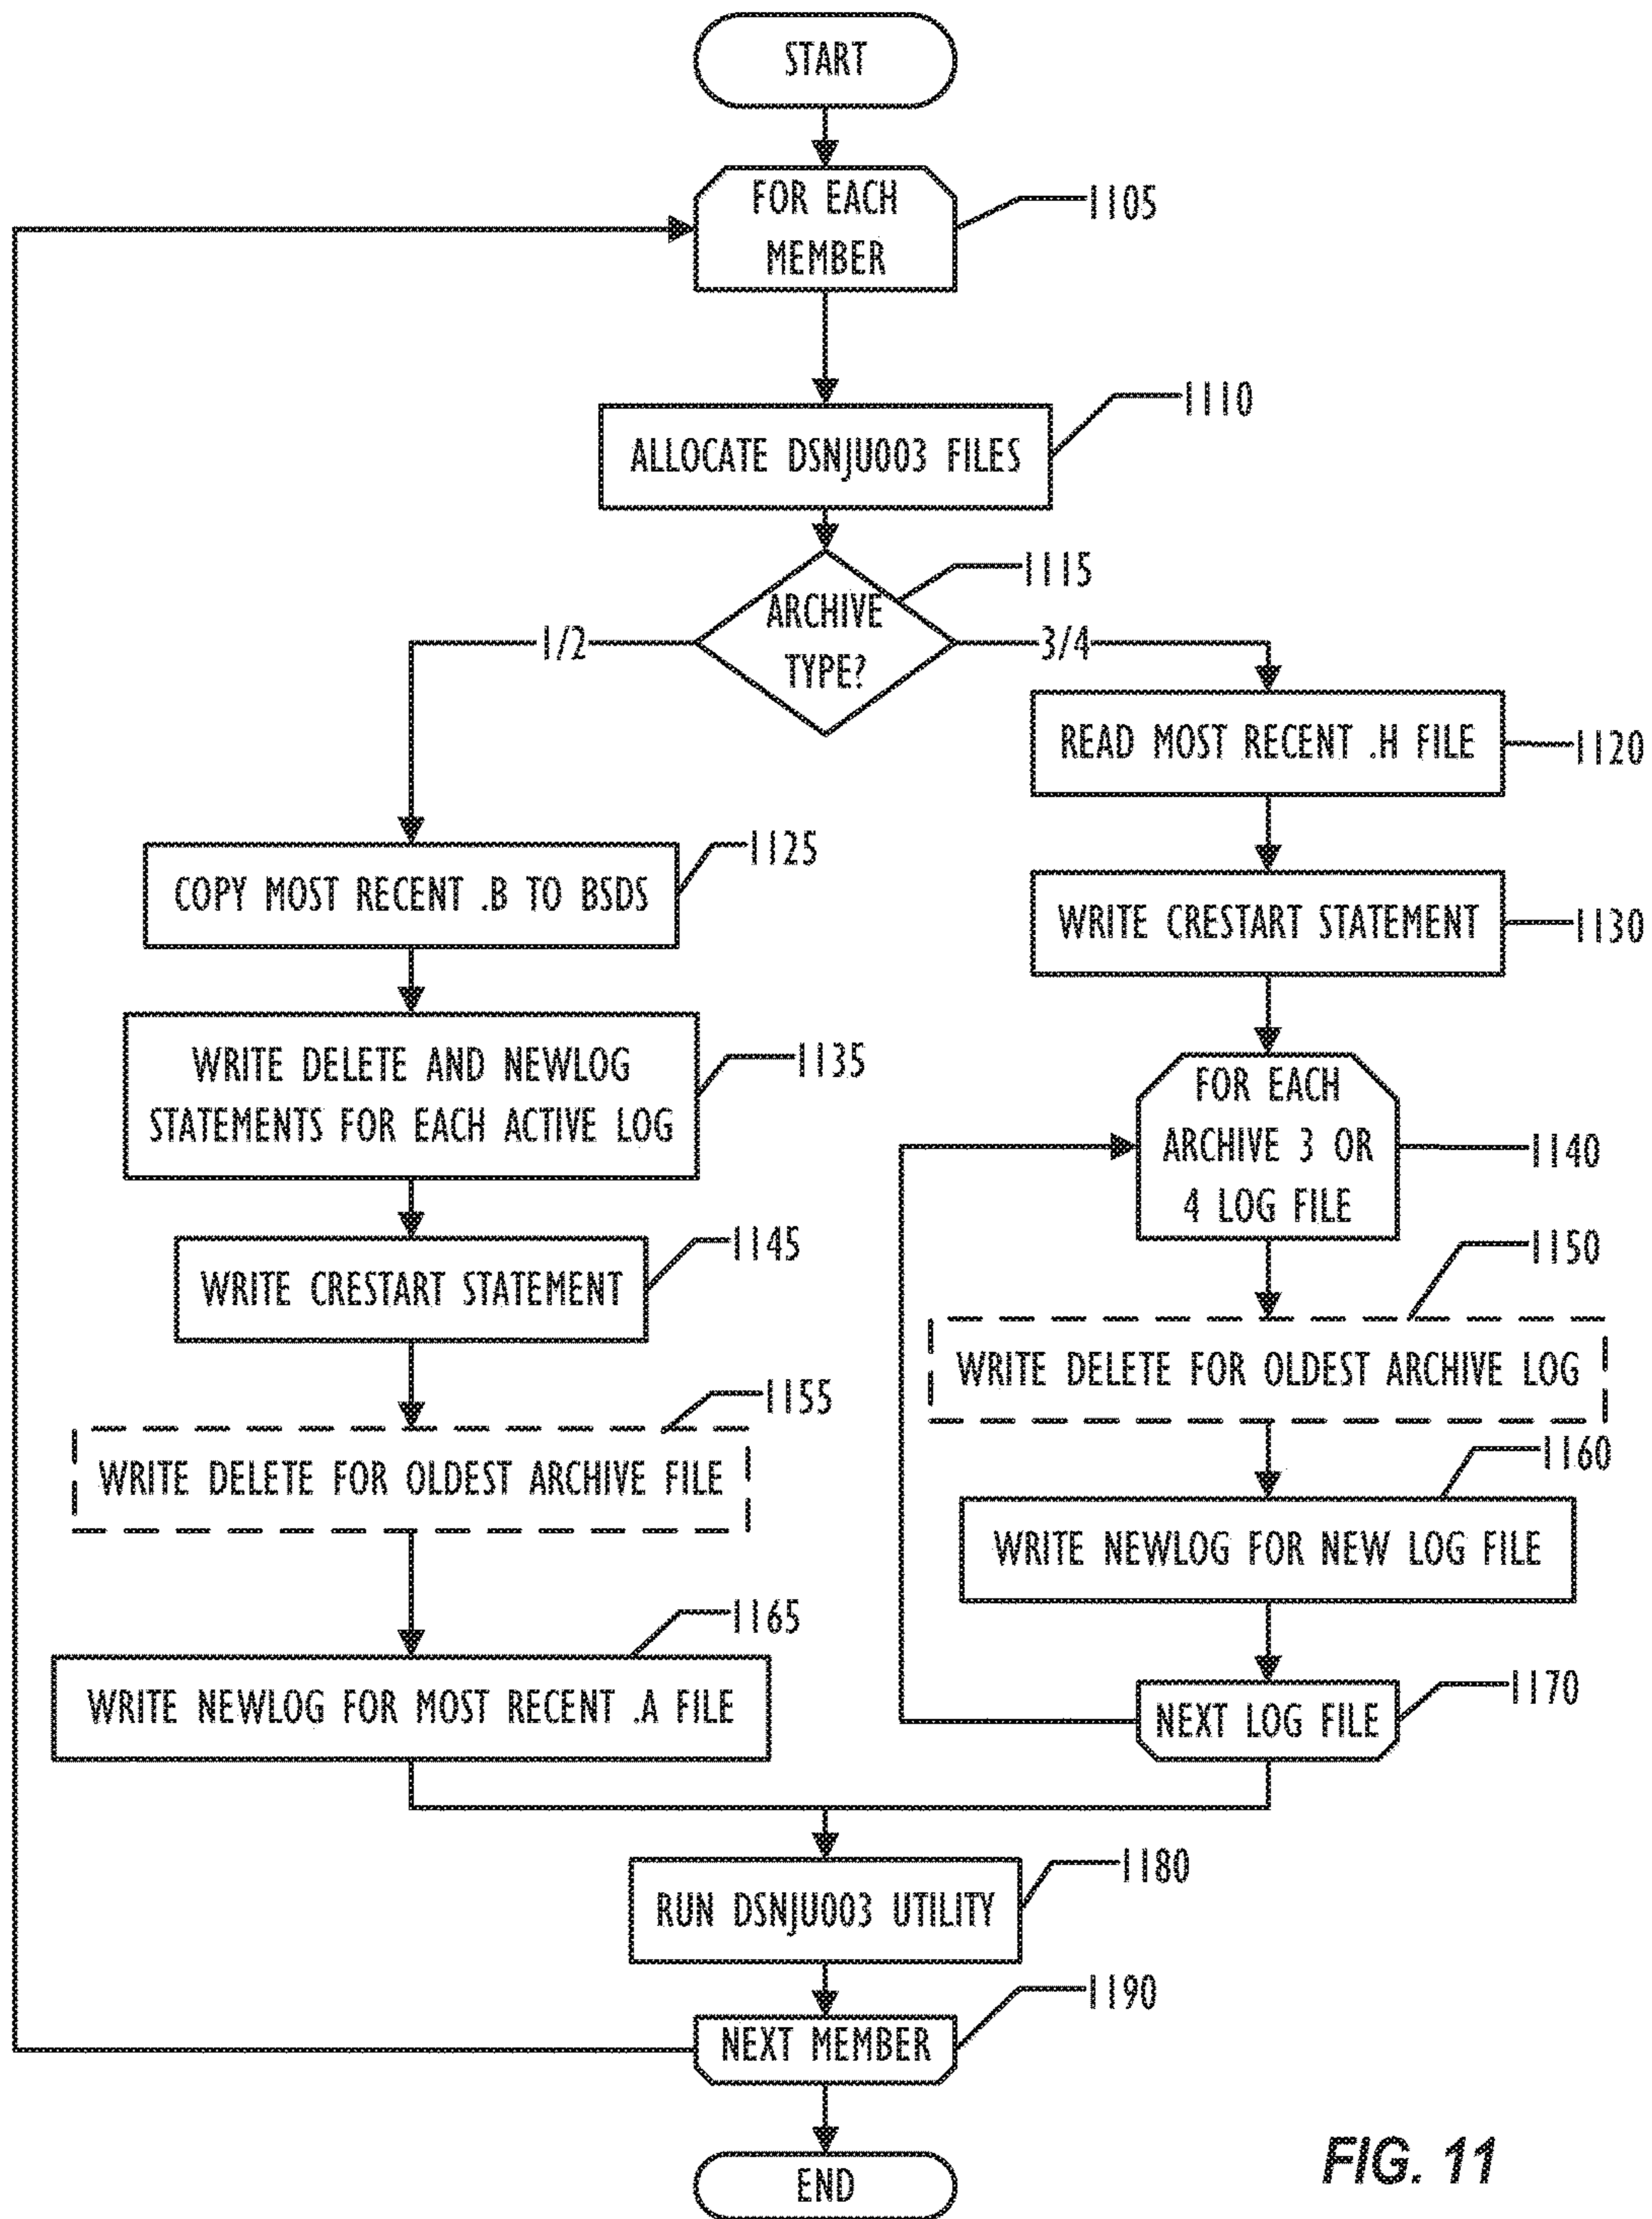 START
FOR EACH
MEMBER
1105
ALLOCATE DSNJU003 FILES
1110
ARCHIVE
TYPE?
1115
1/2
3/4
READ MOST RECENT .H FILE
1120
COPY MOST RECENT .B TO BSDS
1125
WRITE CRESTART STATEMENT
1130
WRITE DELETE AND NEWLOG
STATEMENTS FOR EACH ACTIVE LOG
1135
FOR EACH
ARCHIVE 3 OR
4 LOG FILE
1140
WRITE CRESTART STATEMENT
1145
WRITE DELETE FOR OLDEST ARCHIVE LOG
1150
WRITE DELETE FOR OLDEST ARCHIVE FILE
1155
WRITE NEWLOG FOR NEW LOG FILE
1160
WRITE NEWLOG FOR MOST RECENT .A FILE
1165
NEXT LOG FILE
1170
RUN DSNJU003 UTILITY
1180
NEXT MEMBER
1190
END
FIG. 11